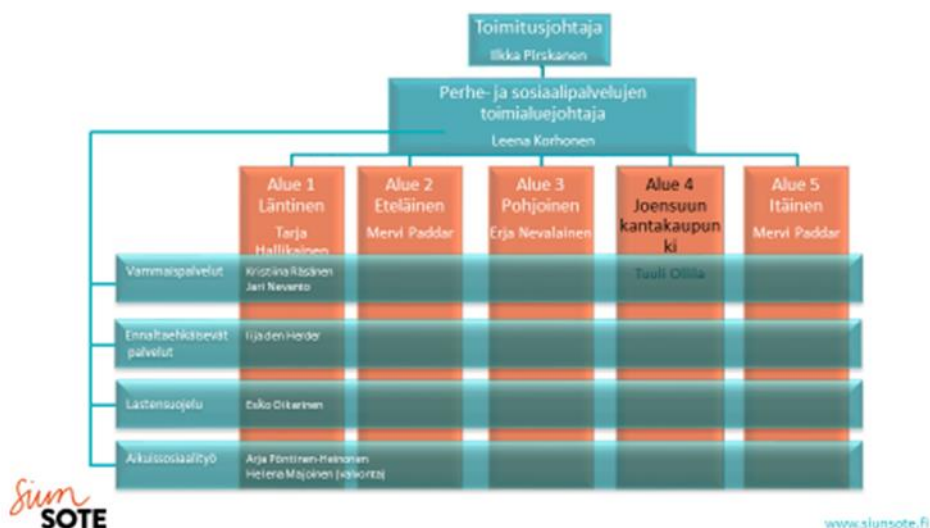 Toimitusjohtaja
Ilkka Pirskanen
Perhe- ja sosiaalipalvelujen
toimialuejohtaja
Leena Korhonen
Alue 1
Läntinen
Tarja
Hallikainen
Alue 2
Eteläinen
Mervi Paddar
Alue 3
Pohjoinen
Erja Nevalainen
Alue 4
Joensuun
kantakaupun
ki
Tuuli Ollila
Alue 5
Itäinen
Mervi Paddar
Vammaispalvelut
Kristiina Räsänen
Jari Nevanto
Ennaltaehkäisevät
palvelut
Iija den Herder
Lastensuojelu
Esko Oikarinen
Aikuissosiaalityö
Arja Pöntinen-Heinonen
Helena Majoinen (valvonta)
Siun
SOTE
www.siunsote.fi